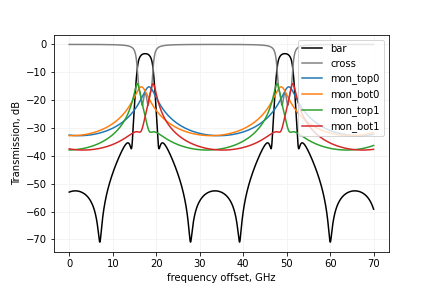 0
−10
−20
−30
−40
−50
−60
−70
Transmission, dB
bar
cross
mon_top0
mon_bot0
mon_top1
mon_bot1
0 10 20 30 40 50 60 70
frequency offset, GHz